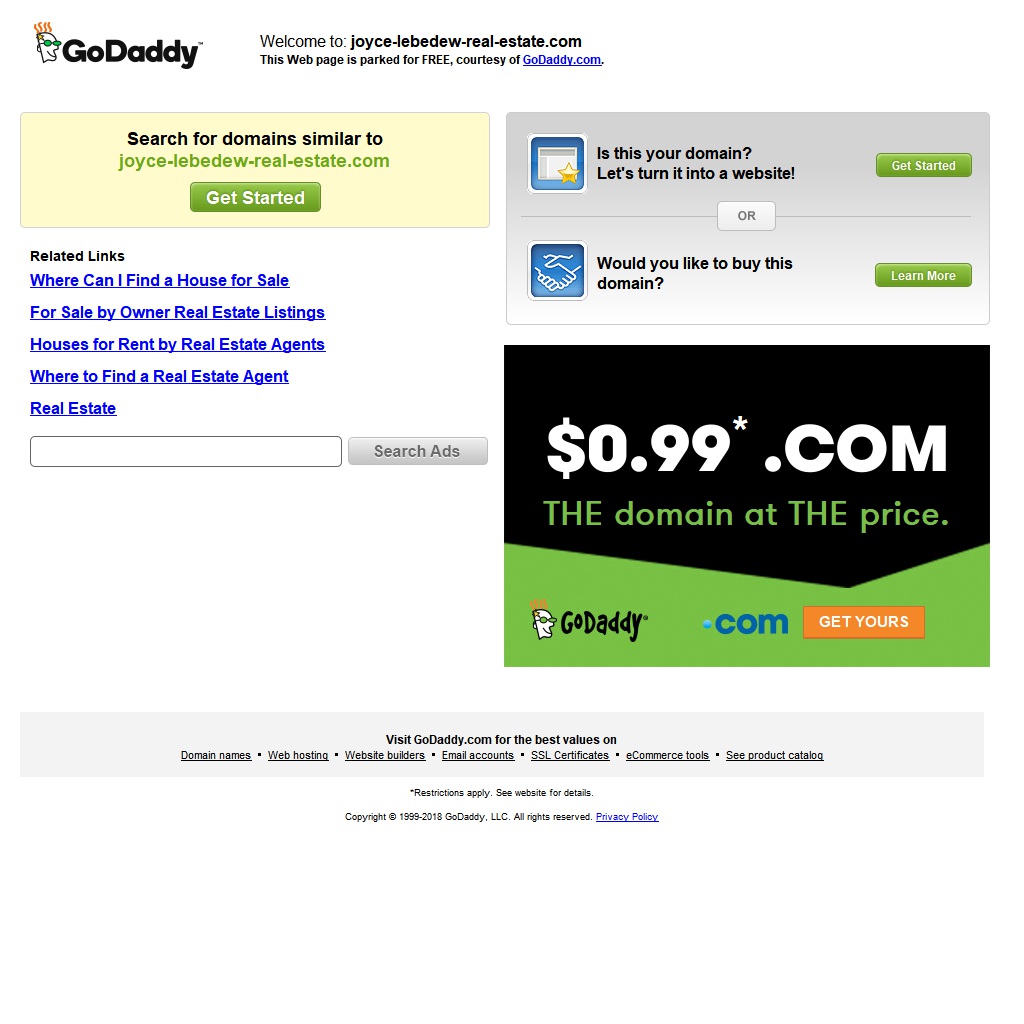 GoDaddy™
Welcome to: joyce-lebedew-real-estate.com
This Web page is parked for FREE, courtesy of GoDaddy.com.
Search for domains similar to
joyce-lebedew-real-estate.com
Get Started
Related Links
Where Can I Find a House for Sale
For Sale by Owner Real Estate Listings
Houses for Rent by Real Estate Agents
Where to Find a Real Estate Agent
Real Estate
Search Ads
Is this your domain?
Let's turn it into a website!
Get Started
OR
Would you like to buy this
domain?
Learn More
$0.99* .COM
THE domain at THE price.
GoDaddy®
.com
GET YOURS
Visit GoDaddy.com for the best values on
Domain names ▪ Web hosting ▪ Website builders ▪ Email accounts ▪ SSL Certificates ▪ eCommerce tools ▪ See product catalog
*Restrictions apply. See website for details.
Copyright © 1999-2018 GoDaddy, LLC. All rights reserved. Privacy Policy